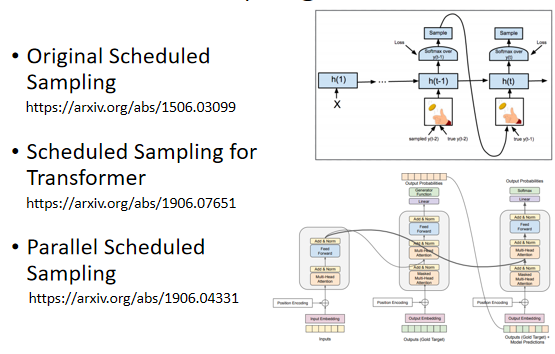 • Original Scheduled
Sampling
https://arxiv.org/abs/1506.03099
• Scheduled Sampling for
Transformer
https://arxiv.org/abs/1906.07651
• Parallel Scheduled
Sampling
https://arxiv.org/abs/1906.04331
Sample
Sample
Loss
Loss
Softmax over
y(t-1)
Softmax over
y(t)
h(1)
...
h(t-1)
h(t)
X
sampled y(t-2)
true y(t-2)
true y(t-1)
Output Probabilities
Generator
Function
Linear
Add & Norm
Feed
Forward
Add & Norm
Multi-Head
Attention
Add & Norm
Masked
Multi-Head
Attention
Position Encoding
Output Embedding
Outputs (Gold Target)
Output Probabilities
Softmax
Linear
Add & Norm
Feed
Forward
Add & Norm
Multi-Head
Attention
Add & Norm
Masked
Multi-Head
Attention
Position Encoding
Output Embedding
Outputs (Gold Target) +
Model Predictions
Add & Norm
Feed
Forward
Add & Norm
Multi-Head
Attention
Position Encoding
Input Embedding
Inputs